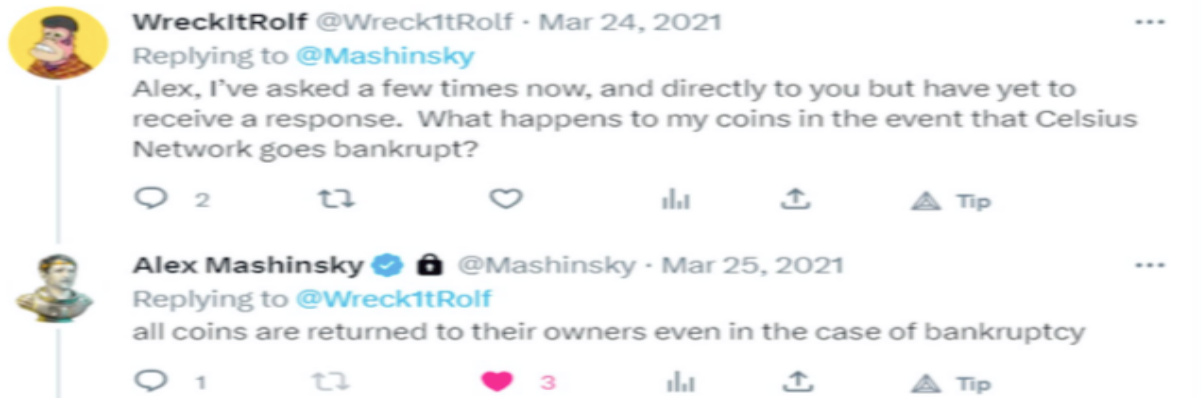 WreckItRolf @Wreck1tRolf · Mar 24, 2021
Replying to @Mashinsky
Alex, I've asked a few times now, and directly to you but have yet to
receive a response.  What happens to my coins in the event that Celsius
Network goes bankrupt?
2 Tip
Alex Mashinsky @Mashinsky · Mar 25, 2021
Replying to @Wreck1tRolf
all coins are returned to their owners even in the case of bankruptcy
1 3 Tip